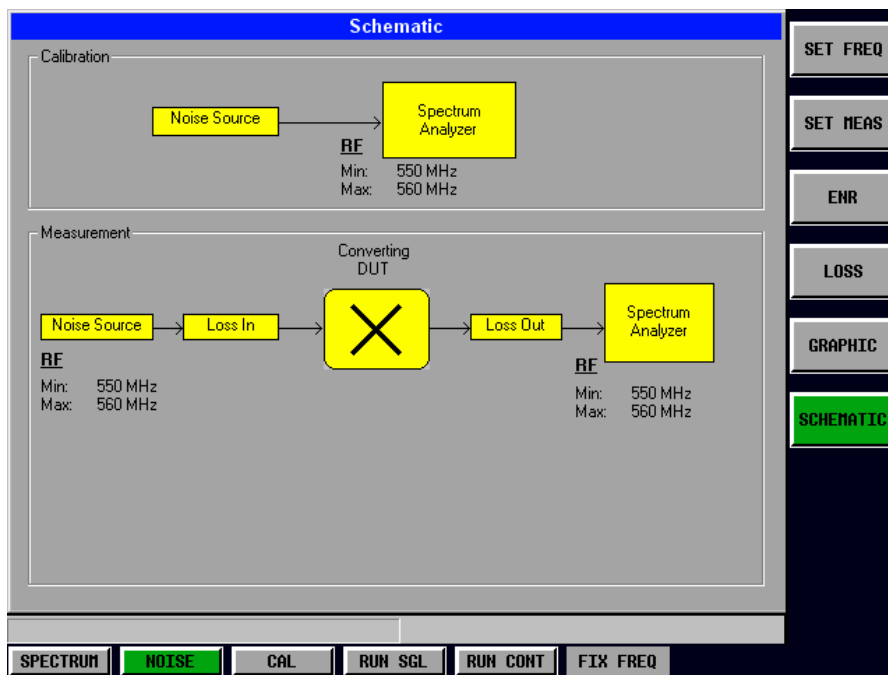 Schematic
Calibration
Noise Source
Spectrum
Analyzer
RF
Min: 550 MHz
Max: 560 MHz
Measurement
Converting
DUT
Noise Source
Loss In
Loss Out
Spectrum
Analyzer
RF
Min: 550 MHz
Max: 560 MHz
RF
Min: 550 MHz
Max: 560 MHz
SET FREQ
SET MEAS
ENR
LOSS
GRAPHIC
SCHEMATIC
SPECTRUM
NOISE
CAL
RUN SGL
RUN CONT
FIX FREQ